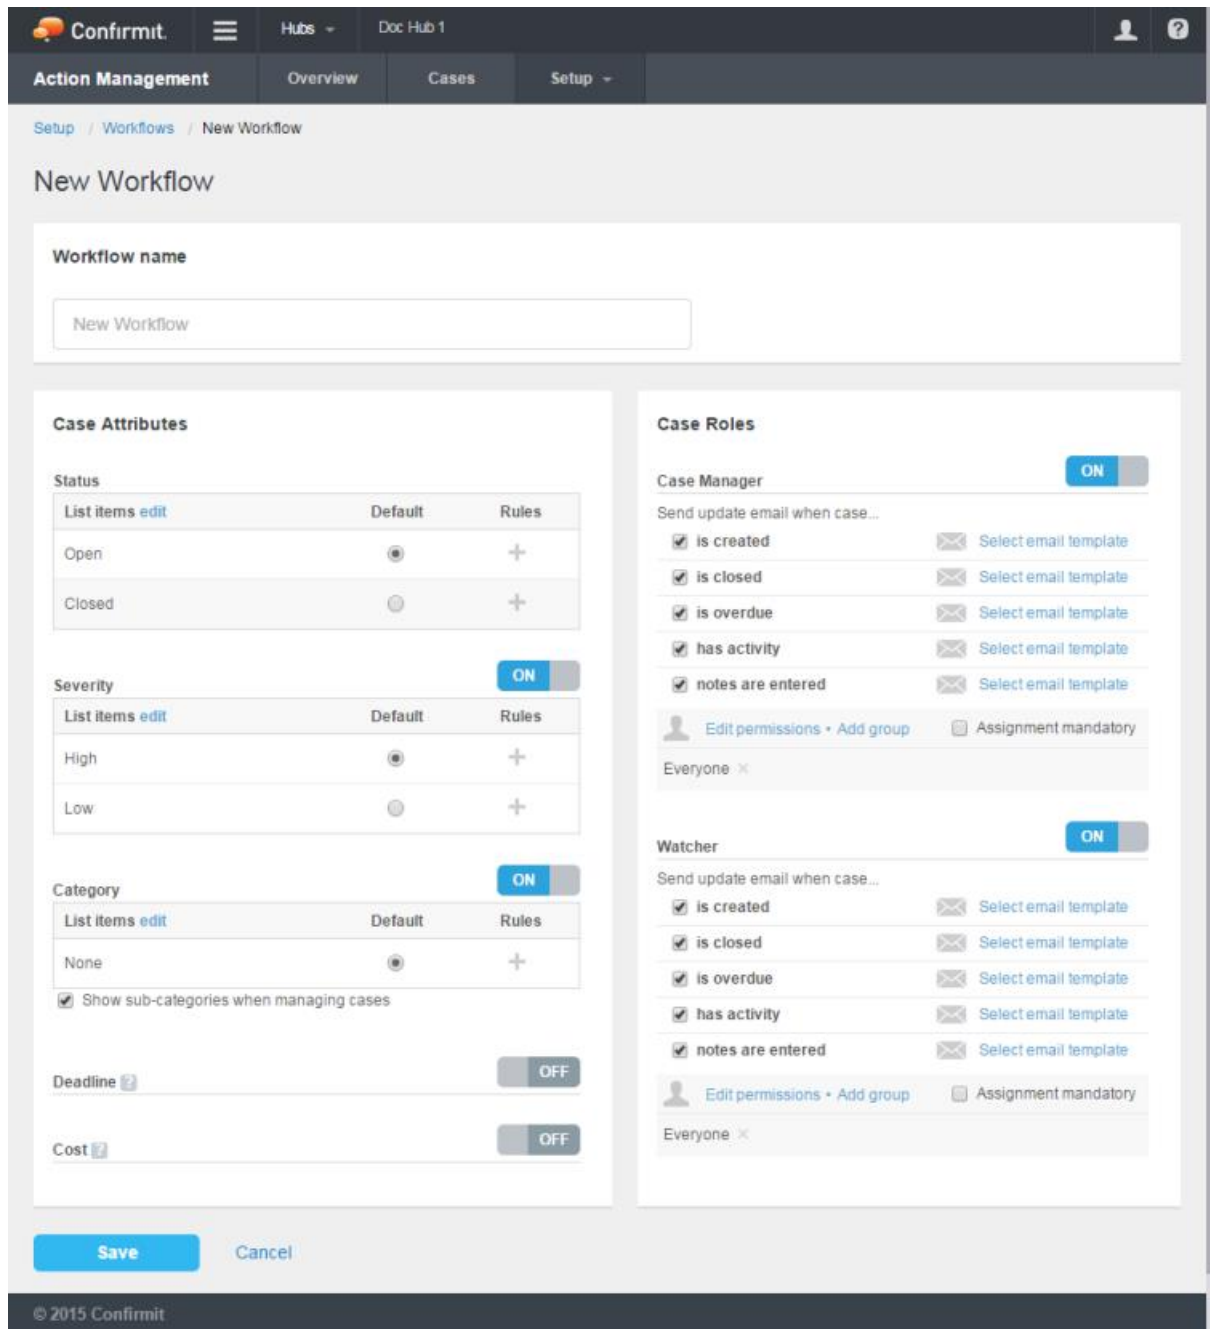 Confirmit. Hubs Doc Hub 1 ?
Action Management Overview Cases Setup
Setup / Workflows / New Workflow
New Workflow
Workflow name
New Workflow
Case Attributes
Status
List items edit Default Rules
Open
Closed
Severity ON
List items edit Default Rules
High
Low
Category ON
List items edit Default Rules
None
Show sub-categories when managing cases
Deadline ? OFF
Cost ? OFF
Case Roles
Case Manager ON
Send update email when case...
is created Select email template
is closed Select email template
is overdue Select email template
has activity Select email template
notes are entered Select email template
Edit permissions • Add group Assignment mandatory
Everyone ×
Watcher ON
Send update email when case...
is created Select email template
is closed Select email template
is overdue Select email template
has activity Select email template
notes are entered Select email template
Edit permissions • Add group Assignment mandatory
Everyone ×
Save Cancel
© 2015 Confirmit